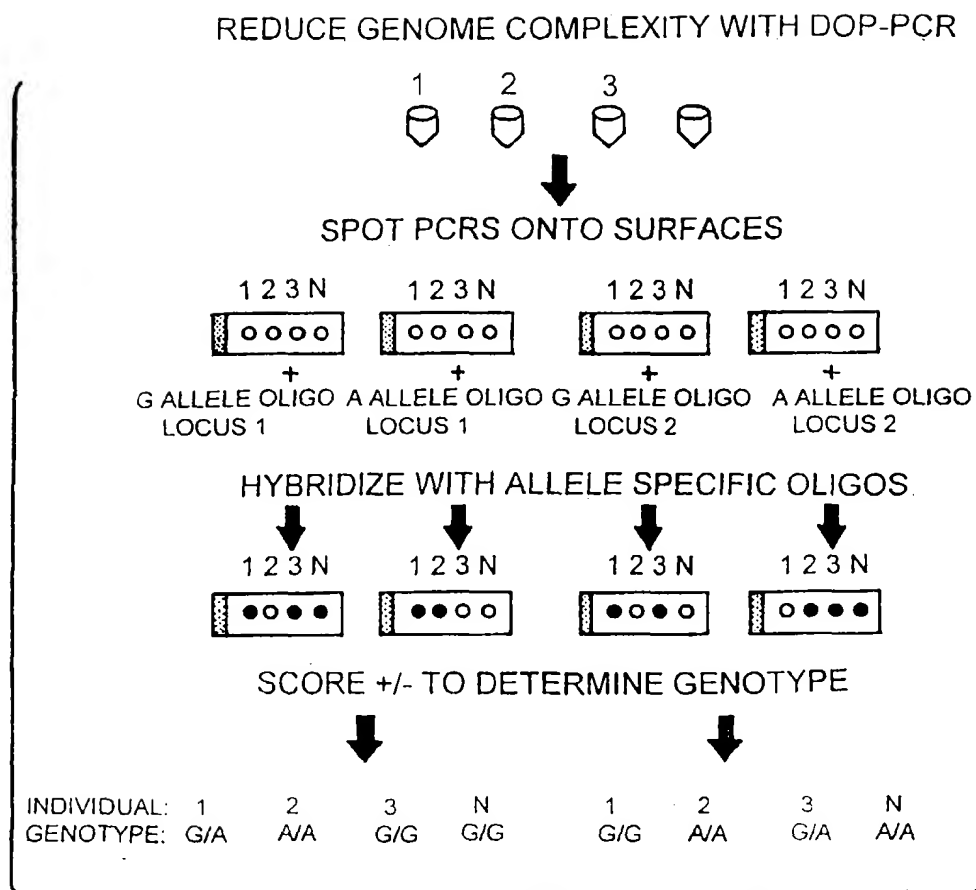 REDUCE GENOME COMPLEXITY WITH DOP-PCR
1 2 3
SPOT PCRS ONTO SURFACES
1 2 3 N 1 2 3 N 1 2 3 N 1 2 3 N
+ + + +
G ALLELE OLIGO A ALLELE OLIGO G ALLELE OLIGO A ALLELE OLIGO
LOCUS 1 LOCUS 1 LOCUS 2 LOCUS 2
HYBRIDIZE WITH ALLELE SPECIFIC OLIGOS
1 2 3 N 1 2 3 N 1 2 3 N 1 2 3 N
SCORE +/- TO DETERMINE GENOTYPE
INDIVIDUAL: 1 2 3 N 1 2 3 N
GENOTYPE: G/A A/A G/G G/G G/G A/A G/A A/A